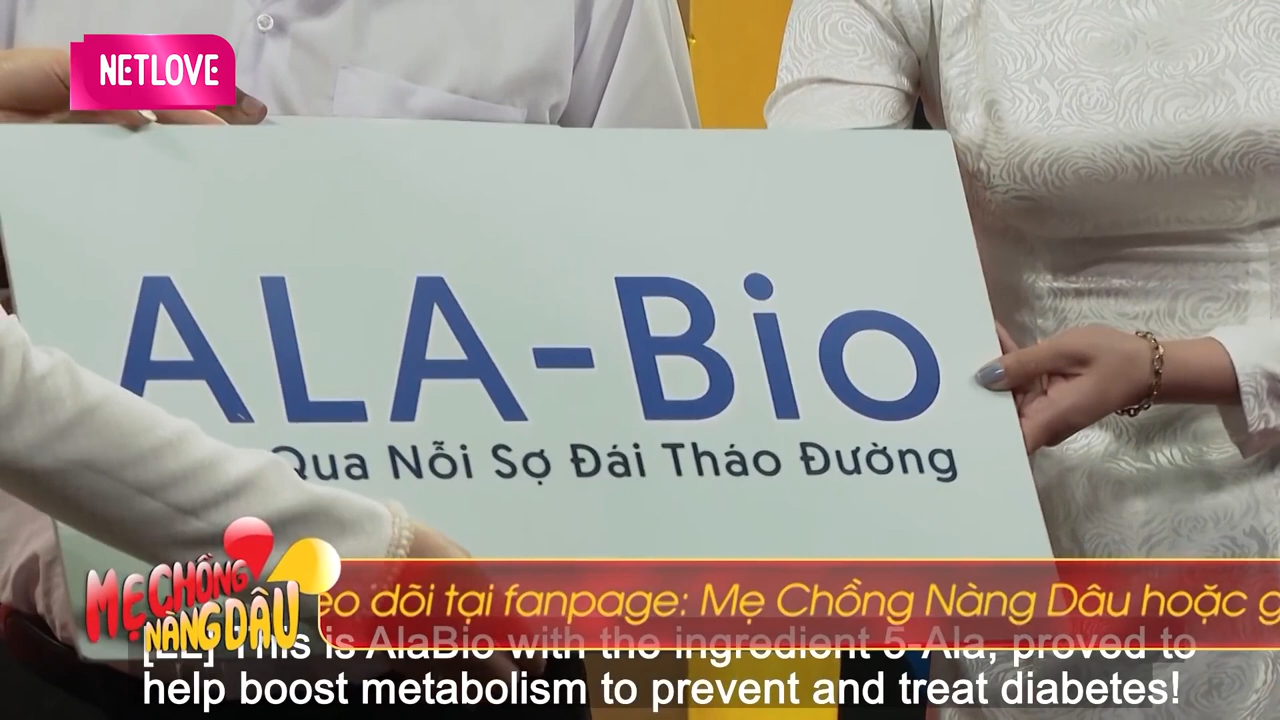 NETLOVE
ALA-Bio
Qua Nỗi Sợ Đái Tháo Đường
MẸ CHỒNG
NÀNG DÂU
dõi tại fanpage: Mẹ Chồng Nàng Dâu hoặc
This is AlaBio with the ingredient 5-Ala, proved to
help boost metabolism to prevent and treat diabetes!